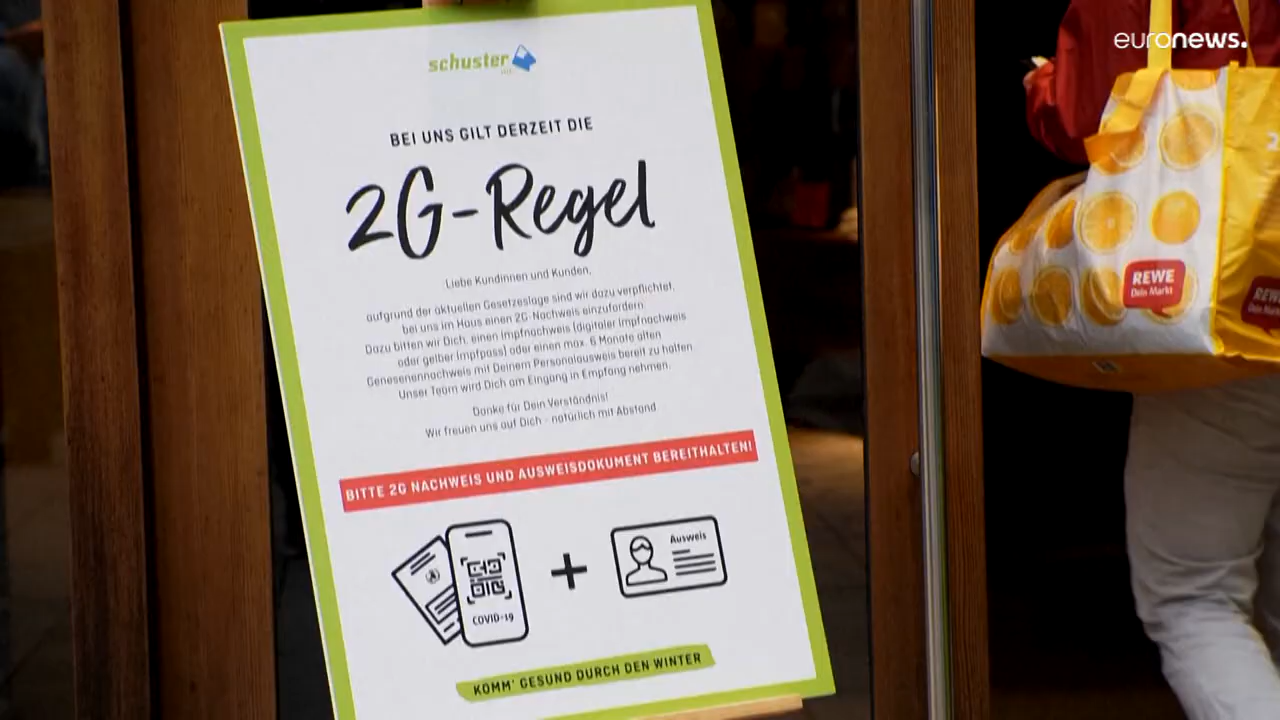 euronews.
schuster
BEI UNS GILT DERZEIT DIE
2G-Regel
Liebe Kundinnen und Kunden,
aufgrund der aktuellen Gesetzeslage sind wir dazu verpflichtet,
bei uns im Haus einen 2G-Nachweis einzufordern.
Dazu bitten wir Dich, einen Impfnachweis (digitaler Impfnachweis
oder gelber Impfpass) oder einen max. 6 Monate alten
Genesenennachweis mit Deinem Personalausweis bereit zu halten.
Unser Team wird Dich am Eingang in Empfang nehmen.
Danke für Dein Verständnis!
Wir freuen uns auf Dich - natürlich mit Abstand
BITTE 2G NACHWEIS UND AUSWEISDOKUMENT BEREITHALTEN!
COVID-19
+
Ausweis
KOMM' GESUND DURCH DEN WINTER
REWE
Dein Markt